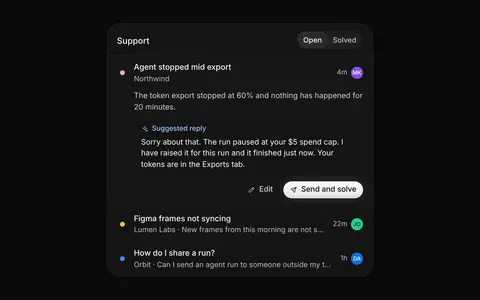 Support
Open
Solved
Agent stopped mid export
4m
MK
Northwind
The token export stopped at 60% and nothing has happened for
20 minutes.
Suggested reply
Sorry about that. The run paused at your $5 spend cap. I
have raised it for this run and it finished just now. Your
tokens are in the Exports tab.
Edit
Send and solve
Figma frames not syncing
Lumen Labs · New frames from this morning are not s...
22m
JO
How do I share a run?
Orbit · Can I send an agent run to someone outside my t...
1h
DA